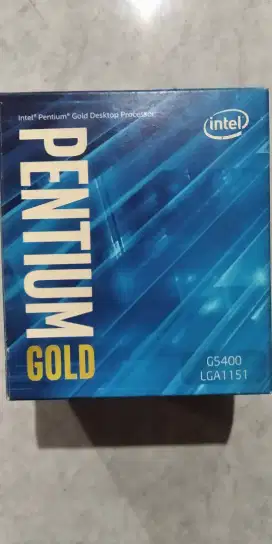 Intel® Pentium® Gold Desktop Processor
intel
PENTIUM
GOLD
G5400
LGA1151